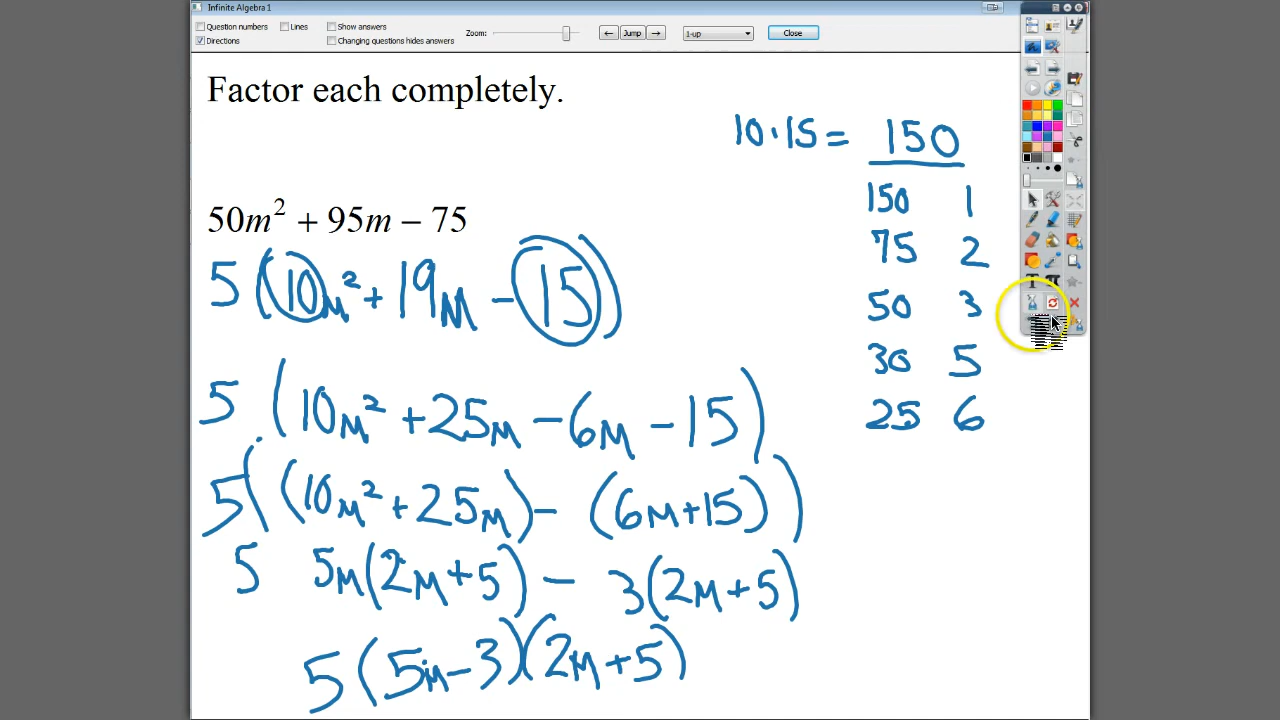 Infinite Algebra 1
Question numbers Lines Show answers
Directions Changing questions hides answers
Zoom: ← Jump → 1-up Close
Factor each completely.
10·15 = 150
50m² + 95m − 75
150 1
75 2
50 3
30 5
25 6
5(10m² + 19m − 15)
5(10m² + 25m − 6m − 15)
5((10m² + 25m) − (6m + 15))
5 5m(2m + 5) − 3(2m + 5)
5(5m − 3)(2m + 5)